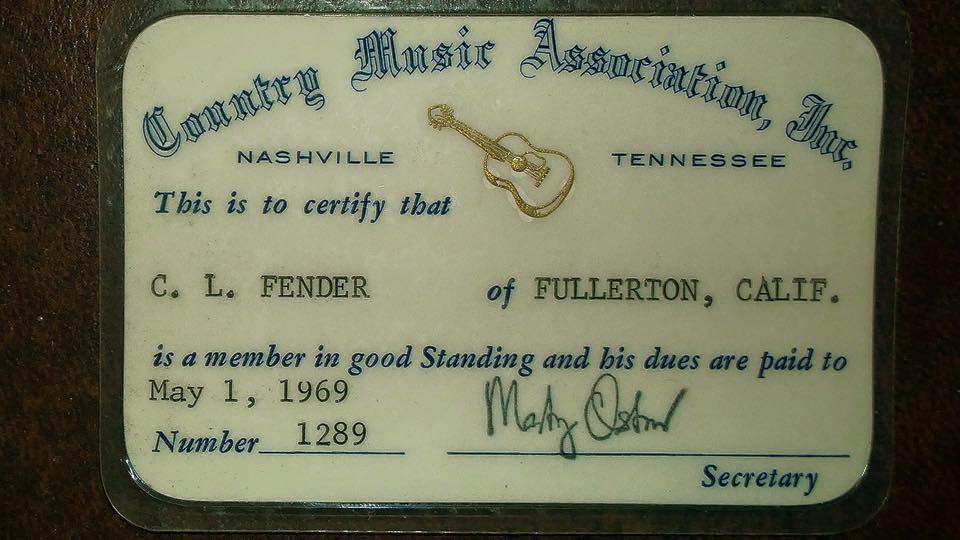 Country Music Association, Inc.
NASHVILLE TENNESSEE
This is to certify that
C. L. FENDER of FULLERTON, CALIF.
is a member in good Standing and his dues are paid to
May 1, 1969
Number 1289
Secretary